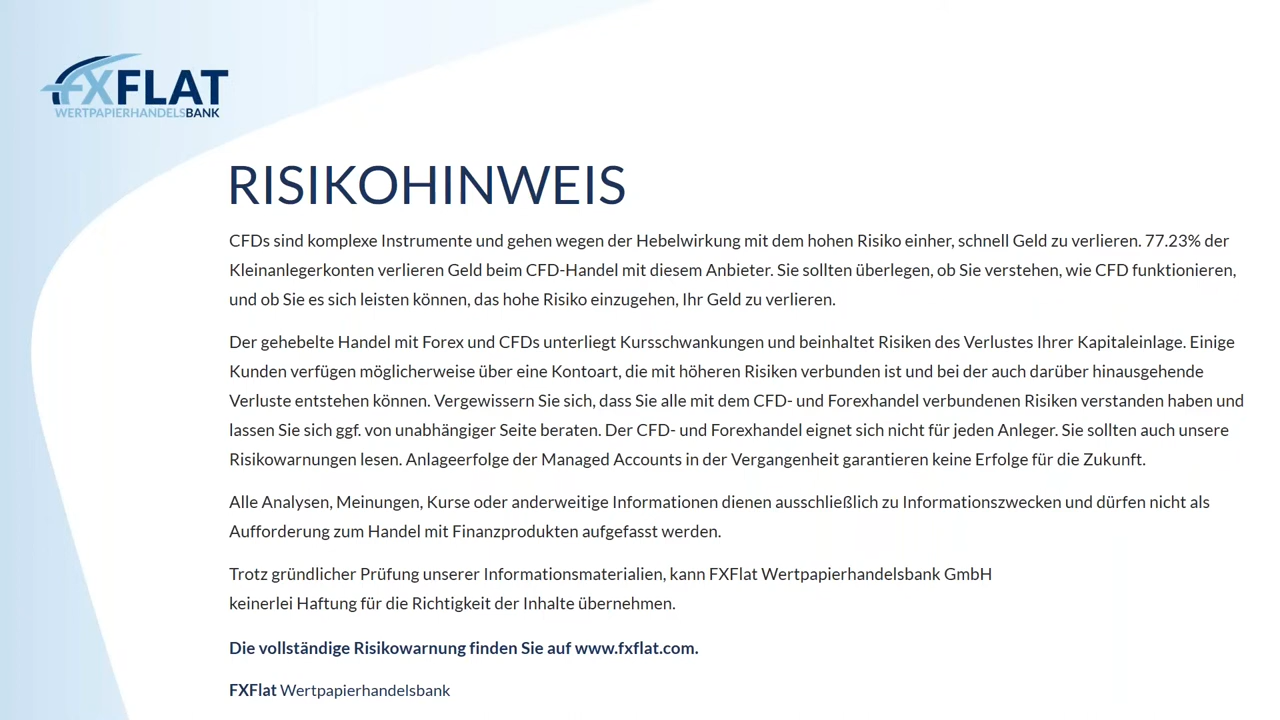 FXFLAT
WERTPAPIERHANDELSBANK
RISIKOHINWEIS
CFDs sind komplexe Instrumente und gehen wegen der Hebelwirkung mit dem hohen Risiko einher, schnell Geld zu verlieren. 77.23% der
Kleinanlegerkonten verlieren Geld beim CFD-Handel mit diesem Anbieter. Sie sollten überlegen, ob Sie verstehen, wie CFD funktionieren,
und ob Sie es sich leisten können, das hohe Risiko einzugehen, Ihr Geld zu verlieren.
Der gehebelte Handel mit Forex und CFDs unterliegt Kursschwankungen und beinhaltet Risiken des Verlustes Ihrer Kapitaleinlage. Einige
Kunden verfügen möglicherweise über eine Kontoart, die mit höheren Risiken verbunden ist und bei der auch darüber hinausgehende
Verluste entstehen können. Vergewissern Sie sich, dass Sie alle mit dem CFD- und Forexhandel verbundenen Risiken verstanden haben und
lassen Sie sich ggf. von unabhängiger Seite beraten. Der CFD- und Forexhandel eignet sich nicht für jeden Anleger. Sie sollten auch unsere
Risikowarnungen lesen. Anlageerfolge der Managed Accounts in der Vergangenheit garantieren keine Erfolge für die Zukunft.
Alle Analysen, Meinungen, Kurse oder anderweitige Informationen dienen ausschließlich zu Informationszwecken und dürfen nicht als
Aufforderung zum Handel mit Finanzprodukten aufgefasst werden.
Trotz gründlicher Prüfung unserer Informationsmaterialien, kann FXFlat Wertpapierhandelsbank GmbH
keinerlei Haftung für die Richtigkeit der Inhalte übernehmen.
Die vollständige Risikowarnung finden Sie auf www.fxflat.com.
FXFlat Wertpapierhandelsbank